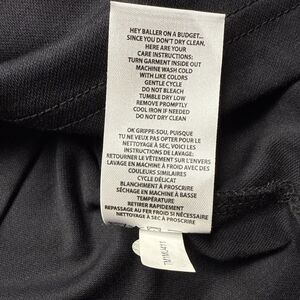 HEY BALLER ON A BUDGET...
SINCE YOU DON'T DRY CLEAN,
HERE ARE YOUR
CARE INSTRUCTIONS:
TURN GARMENT INSIDE OUT
MACHINE WASH COLD
WITH LIKE COLORS
GENTLE CYCLE
DO NOT BLEACH
TUMBLE DRY LOW
REMOVE PROMPTLY
COOL IRON IF NEEDED
DO NOT DRY CLEAN
OK GRIPPE-SOU, PUISQUE
TU NE VEUX PAS OPTER POUR LE
NETTOYAGE À SEC, VOICI LES
INSTRUCTIONS DE LAVAGE:
RETOURNER LE VÊTEMENT SUR L'ENVERS
LAVAGE EN MACHINE À FROID AVEC DES
COULEURS SIMILAIRES
CYCLE DÉLICAT
BLANCHIMENT À PROSCRIRE
SÉCHAGE EN MACHINE À BASSE
TEMPÉRATURE
RETIREZ RAPIDEMENT
REPASSAGE AU FER FROID SI NÉCESSAIRE
NETTOYAGE À SEC À PROSCRIRE